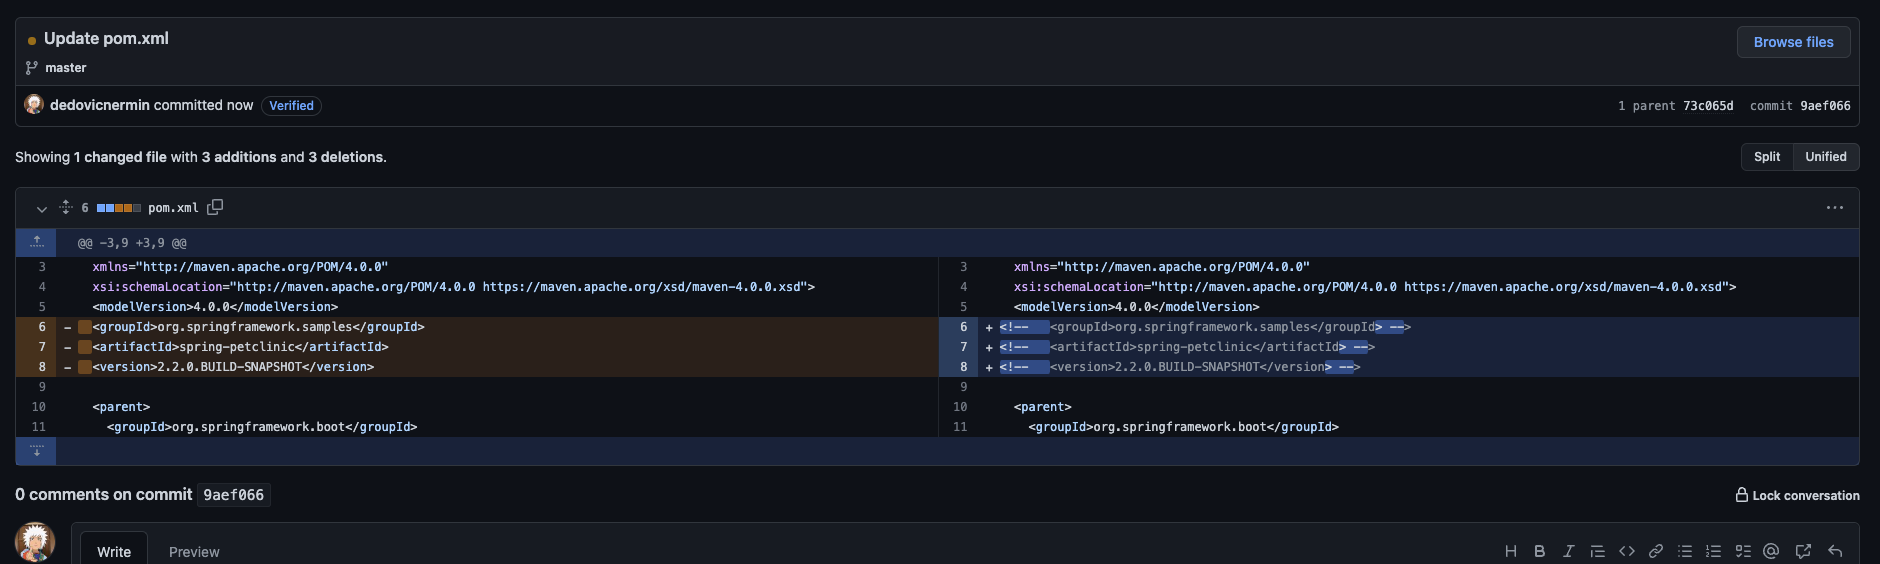 Update pom.xml
Browse files
master
dedovicnermin committed now Verified
1 parent 73c065d commit 9aef066
Showing 1 changed file with 3 additions and 3 deletions.
Split Unified
6 pom.xml
@@ -3,9 +3,9 @@
3 xmlns="http://maven.apache.org/POM/4.0.0"
4 xsi:schemaLocation="http://maven.apache.org/POM/4.0.0 https://maven.apache.org/xsd/maven-4.0.0.xsd">
5 <modelVersion>4.0.0</modelVersion>
6 - <groupId>org.springframework.samples</groupId>
7 - <artifactId>spring-petclinic</artifactId>
8 - <version>2.2.0.BUILD-SNAPSHOT</version>
9
10 <parent>
11 <groupId>org.springframework.boot</groupId>
3 xmlns="http://maven.apache.org/POM/4.0.0"
4 xsi:schemaLocation="http://maven.apache.org/POM/4.0.0 https://maven.apache.org/xsd/maven-4.0.0.xsd">
5 <modelVersion>4.0.0</modelVersion>
6 + <!-- <groupId>org.springframework.samples</groupId> -->
7 + <!-- <artifactId>spring-petclinic</artifactId> -->
8 + <!-- <version>2.2.0.BUILD-SNAPSHOT</version> -->
9
10 <parent>
11 <groupId>org.springframework.boot</groupId>
0 comments on commit 9aef066
Lock conversation
Write Preview